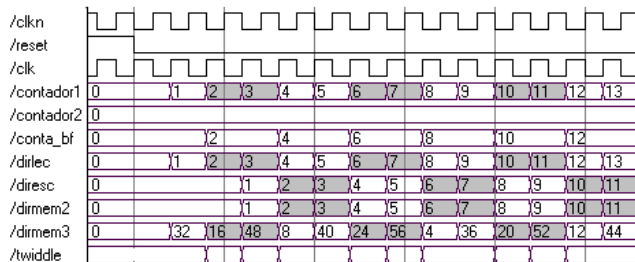 /clkn
/reset
/clk
/contador1 0 1 2 3 4 5 6 7 8 9 10 11 12 13
/contador2 0
/conta_bf 0 2 4 6 8 10 12
/dirlec 0 1 2 3 4 5 6 7 8 9 10 11 12 13
/diresc 0 1 2 3 4 5 6 7 8 9 10 11
/dirmem2 0 1 2 3 4 5 6 7 8 9 10 11
/dirmem3 0 32 16 48 8 40 24 56 4 36 20 52 12 44
/twiddle